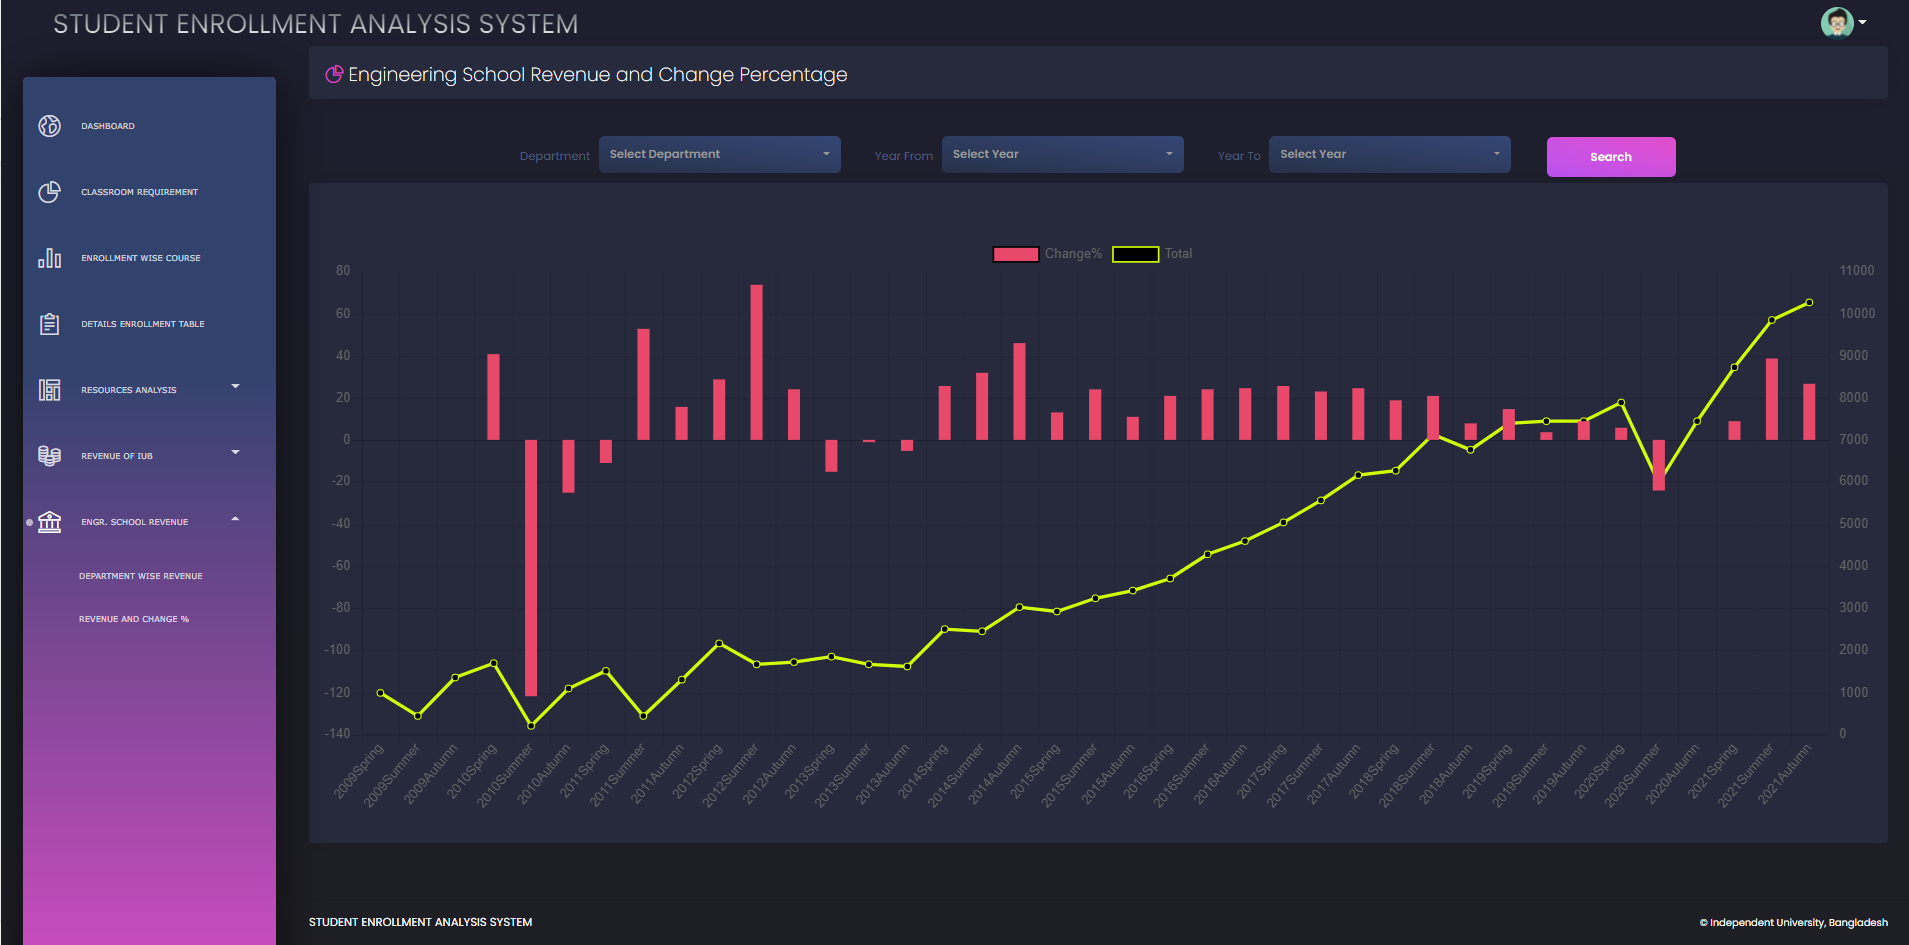 STUDENT ENROLLMENT ANALYSIS SYSTEM
DASHBOARD
CLASSROOM REQUIREMENT
ENROLLMENT WISE COURSE
DETAILS ENROLLMENT TABLE
RESOURCES ANALYSIS
REVENUE OF IUB
ENGR. SCHOOL REVENUE
DEPARTMENT WISE REVENUE
REVENUE AND CHANGE %
Engineering School Revenue and Change Percentage
Department Select Department Year From Select Year Year To Select Year Search
Change% Total
80 11000
60 10000
40 9000
20 8000
0 7000
-20 6000
-40 5000
-60 4000
-80 3000
-100 2000
-120 1000
-140 0
2009Spring
2009Summer
2009Autumn
2010Spring
2010Summer
2010Autumn
2011Spring
2011Summer
2011Autumn
2012Spring
2012Summer
2012Autumn
2013Spring
2013Summer
2013Autumn
2014Spring
2014Summer
2014Autumn
2015Spring
2015Summer
2015Autumn
2016Spring
2016Summer
2016Autumn
2017Spring
2017Summer
2017Autumn
2018Spring
2018Summer
2018Autumn
2019Spring
2019Summer
2019Autumn
2020Spring
2020Summer
2020Autumn
2021Spring
2021Summer
2021Autumn
STUDENT ENROLLMENT ANALYSIS SYSTEM
© Independent University, Bangladesh